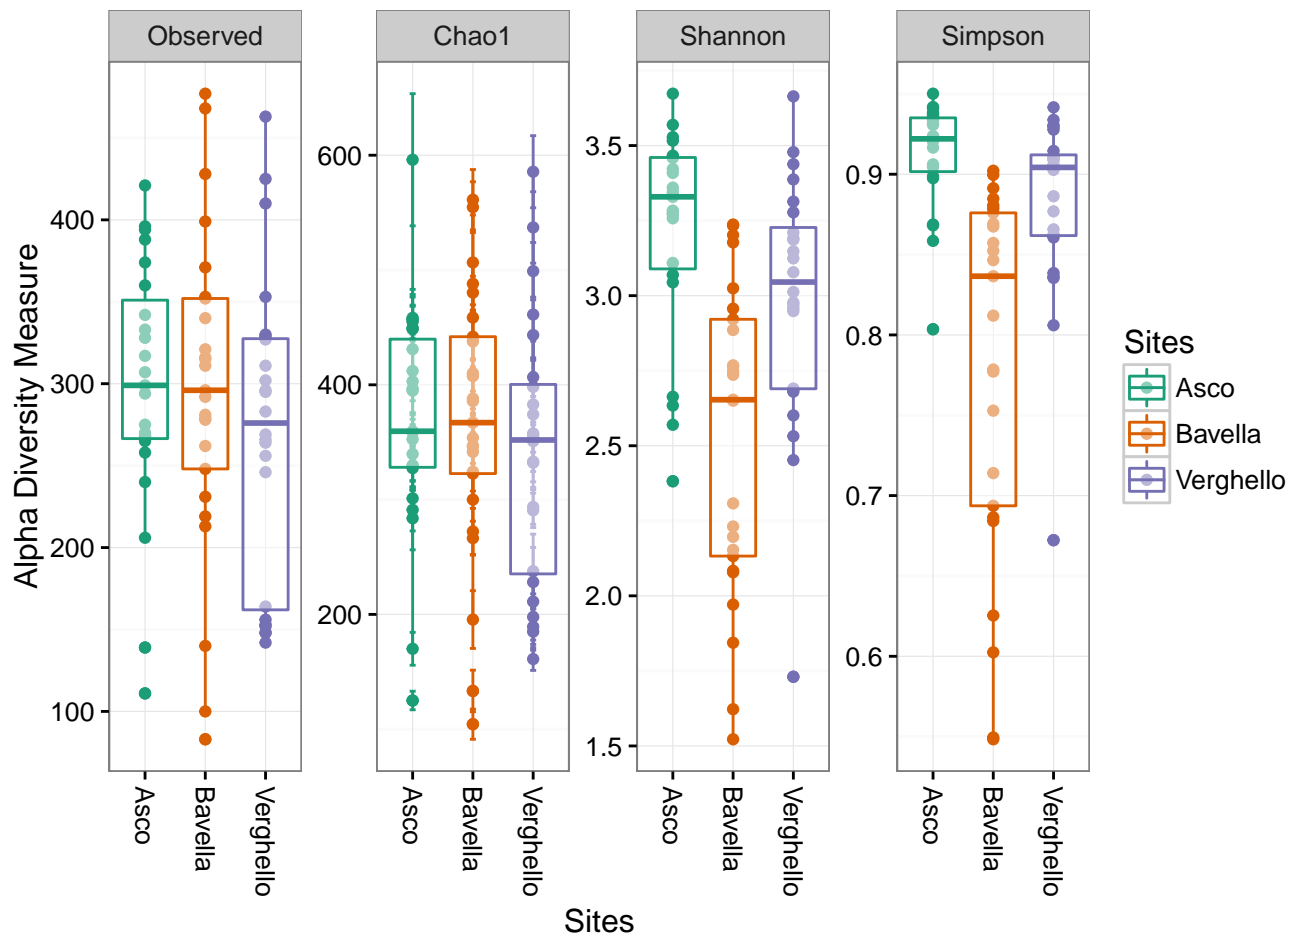 Observed
Chao1
Shannon
Simpson
Alpha Diversity Measure
400
300
200
100
600
400
200
3.5
3.0
2.5
2.0
1.5
0.9
0.8
0.7
0.6
Asco
Bavella
Verghello
Asco
Bavella
Verghello
Asco
Bavella
Verghello
Asco
Bavella
Verghello
Sites
Sites
Asco
Bavella
Verghello